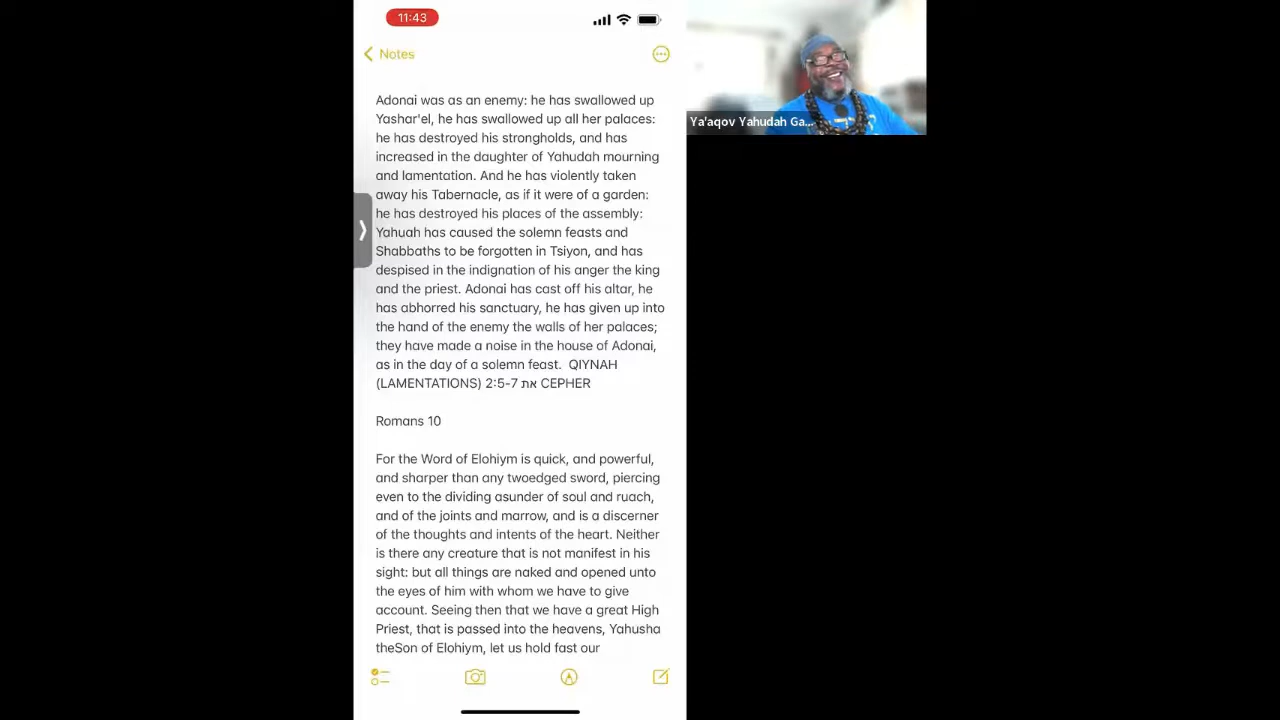 11:43
Notes
Adonai was as an enemy: he has swallowed up
Yashar'el, he has swallowed up all her palaces:
he has destroyed his strongholds, and has
increased in the daughter of Yahudah mourning
and lamentation. And he has violently taken
away his Tabernacle, as if it were of a garden:
he has destroyed his places of the assembly:
Yahuah has caused the solemn feasts and
Shabbaths to be forgotten in Tsiyon, and has
despised in the indignation of his anger the king
and the priest. Adonai has cast off his altar, he
has abhorred his sanctuary, he has given up into
the hand of the enemy the walls of her palaces;
they have made a noise in the house of Adonai,
as in the day of a solemn feast.  QIYNAH
(LAMENTATIONS) 2:5-7 את CEPHER
Romans 10
For the Word of Elohiym is quick, and powerful,
and sharper than any twoedged sword, piercing
even to the dividing asunder of soul and ruach,
and of the joints and marrow, and is a discerner
of the thoughts and intents of the heart. Neither
is there any creature that is not manifest in his
sight: but all things are naked and opened unto
the eyes of him with whom we have to give
account. Seeing then that we have a great High
Priest, that is passed into the heavens, Yahusha
theSon of Elohiym, let us hold fast our
Ya'aqov Yahudah Ga...